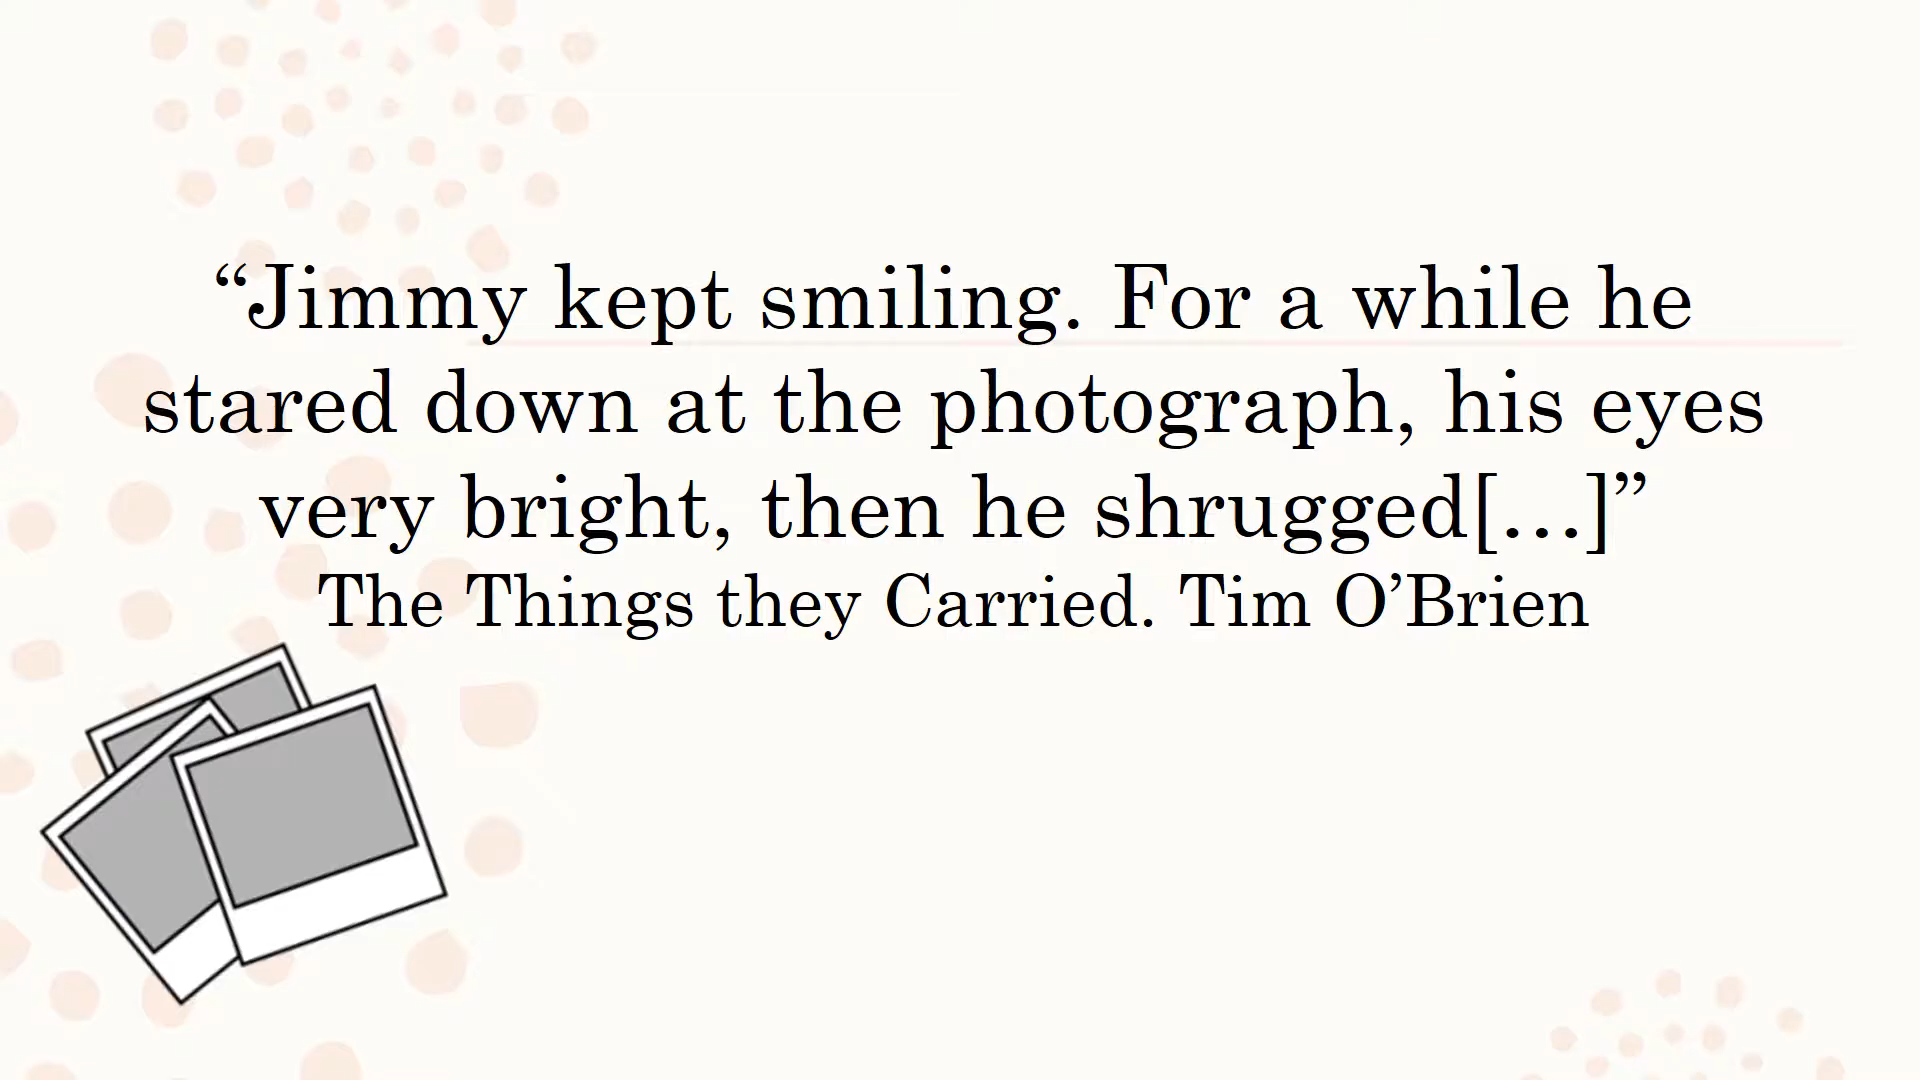 “Jimmy kept smiling. For a while he
stared down at the photograph, his eyes
very bright, then he shrugged[…]”
The Things they Carried. Tim O’Brien